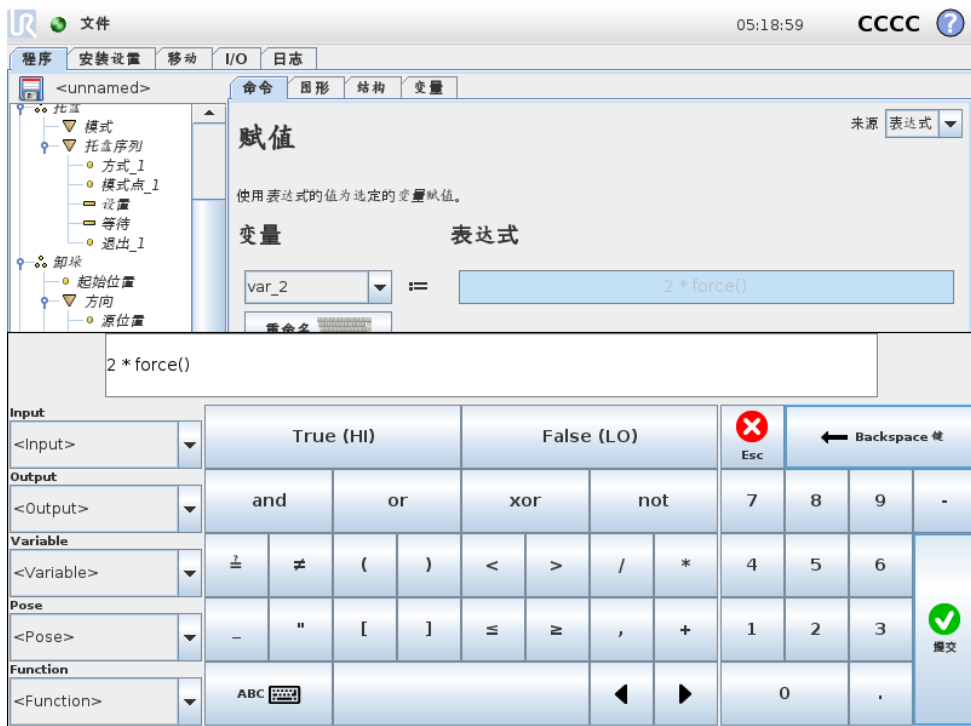 UR 文件 05:18:59 CCCC ?
程序 安装设置 移动 I/O 日志
<unnamed> 命令 图形 结构 变量
托盘
模式
托盘序列
方式_1
模式点_1
设置
等待
退出_1
卸垛
起始位置
方向
源位置
赋值 来源 表达式
使用表达式的值为选定的变量赋值。
变量 表达式
var_2 := 2 * force()
重命名
2 * force()
Input
<Input> True (HI) False (LO) Esc Backspace 键
Output
<Output> and or xor not 7 8 9 -
Variable
<Variable> ≟ ≠ ( ) < > / * 4 5 6
Pose
<Pose> _ " [ ] ≤ ≥ , + 1 2 3 提交
Function
<Function> ABC 0 .